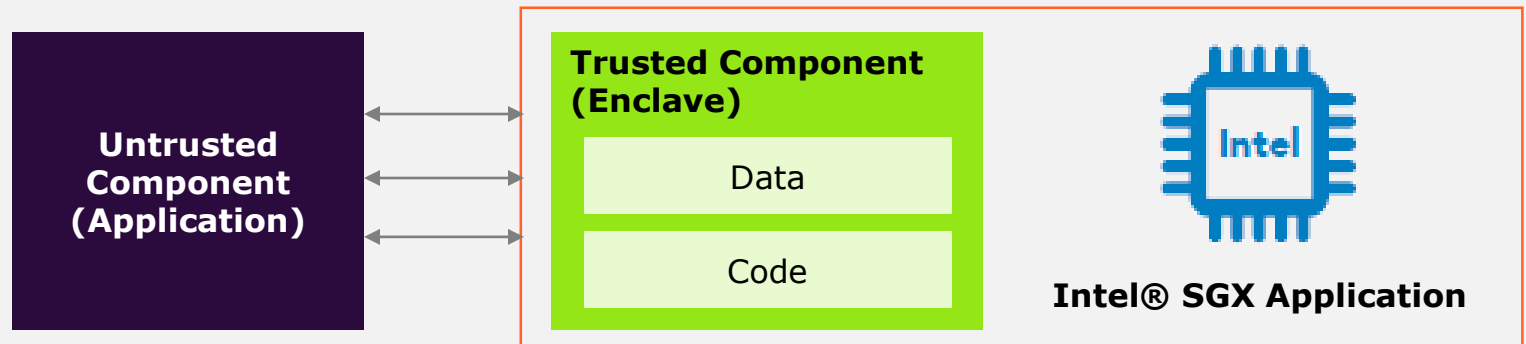 Untrusted
Component
(Application)
Trusted Component
(Enclave)
Data
Code
Intel
Intel® SGX Application